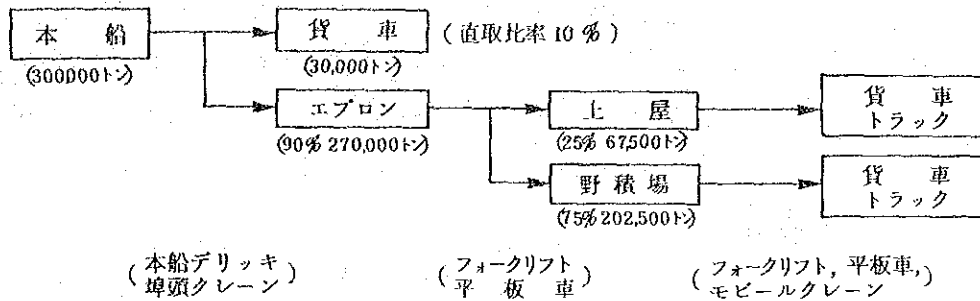 本船 貨車 (直取比率10%)
(300000トン) (30,000トン)
エプロン 上屋 貨車
トラック
(90% 270,000トン) (25% 67,500トン)
野積場 貨車
トラック
(75% 202,500トン)
(本船デリッキ
埠頭クレーン)
(フォークリフト
平板車)
(フォークリフト, 平板車,
モビールクレーン)